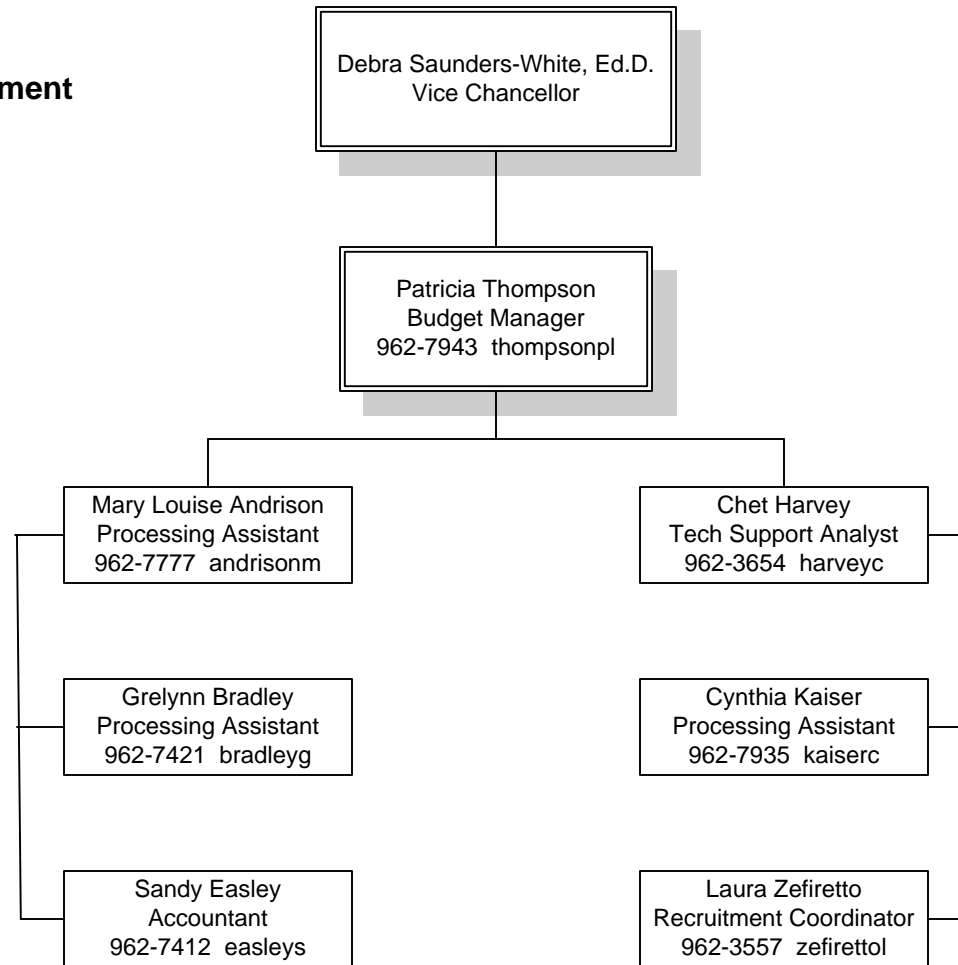 ment
Debra Saunders-White, Ed.D.
Vice Chancellor
Patricia Thompson
Budget Manager
962-7943 thompsonpl
Mary Louise Andrison
Processing Assistant
962-7777 andrisonm
Chet Harvey
Tech Support Analyst
962-3654 harveyc
Grelynn Bradley
Processing Assistant
962-7421 bradleyg
Cynthia Kaiser
Processing Assistant
962-7935 kaiserc
Sandy Easley
Accountant
962-7412 easleys
Laura Zefiretto
Recruitment Coordinator
962-3557 zefirettol